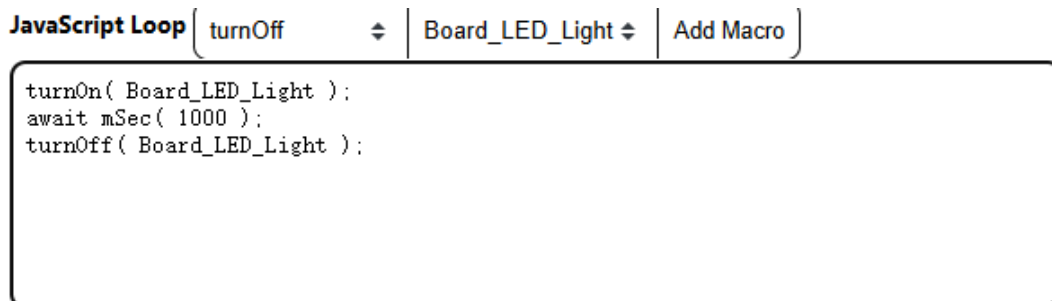 JavaScript Loop turnOff Board_LED_Light Add Macro
turnOn( Board_LED_Light );
await mSec( 1000 );
turnOff( Board_LED_Light );